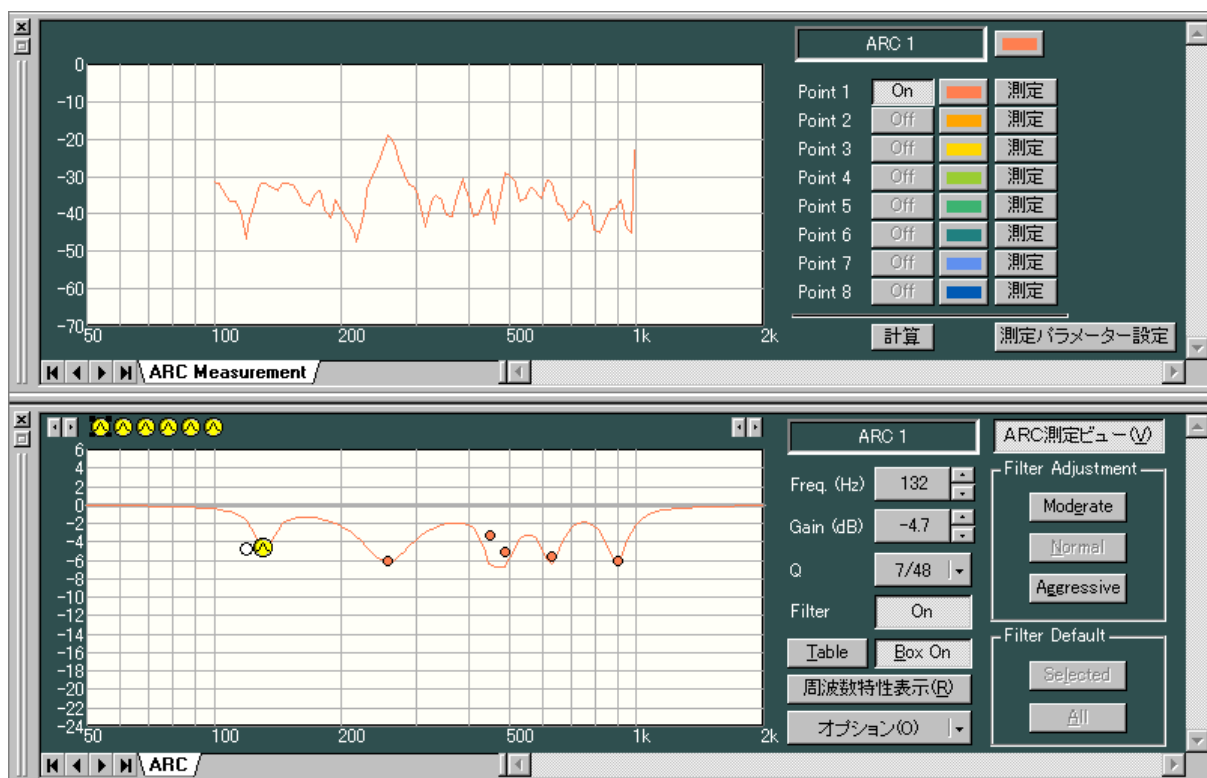 ARC 1
0
-10
-20
-30
-40
-50
-60
-70
50 100 200 500 1k 2k
Point 1 On 測定
Point 2 Off 測定
Point 3 Off 測定
Point 4 Off 測定
Point 5 Off 測定
Point 6 Off 測定
Point 7 Off 測定
Point 8 Off 測定
計算 測定パラメーター設定
ARC Measurement
ARC 1 ARC測定ビュー(V)
6
4
2
0
-2
-4
-6
-8
-10
-12
-14
-16
-18
-20
-22
-24
50 100 200 500 1k 2k
Freq. (Hz) 132
Gain (dB) -4.7
Q 7/48
Filter On
Table Box On
周波数特性表示(R)
オプション(O)
Filter Adjustment
Moderate
Normal
Aggressive
Filter Default
Selected
All
ARC